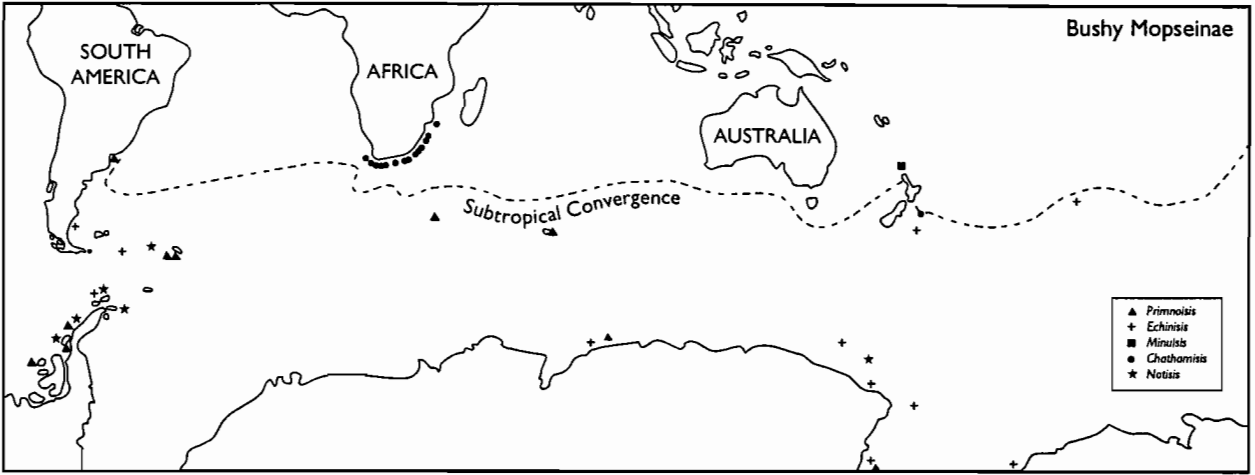 Bushy Mopseinae
SOUTH
AMERICA
AFRICA
AUSTRALIA
Subtropical Convergence
Primnoisis
Echinisis
Minuisis
Chathamisis
Notisis